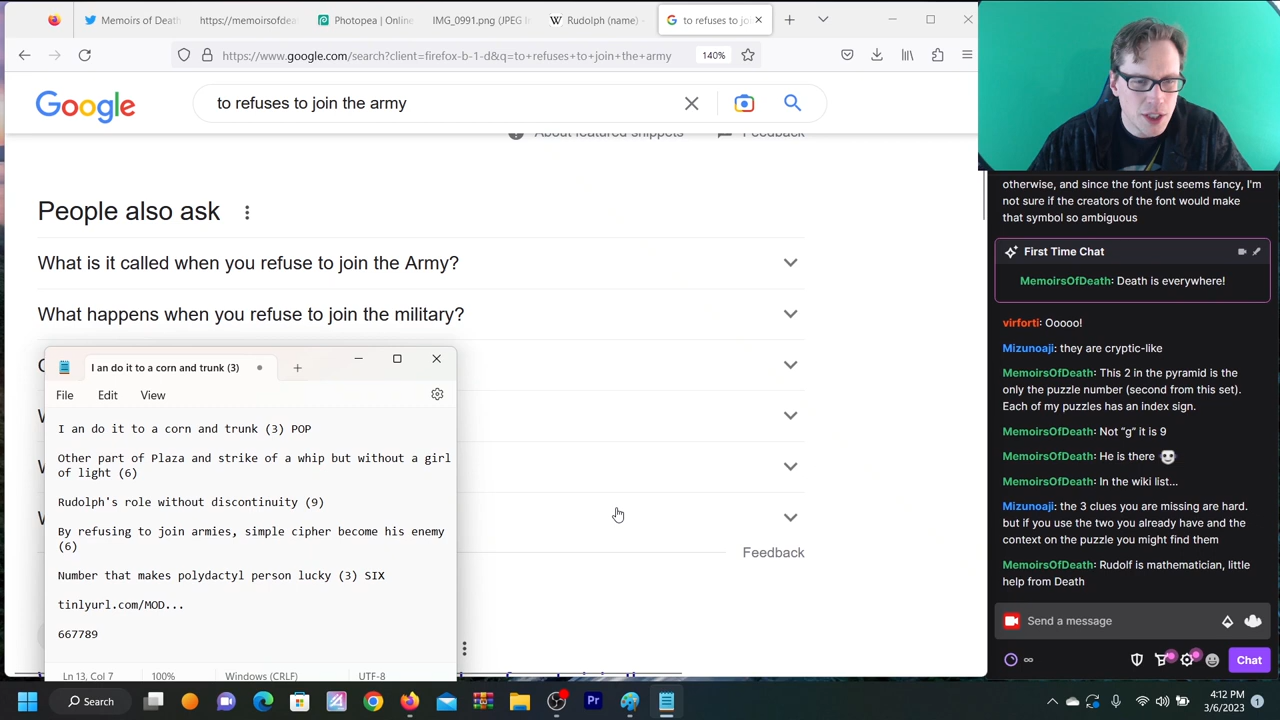 Memoirs of Death
https://memoirsofdea
Photopea | Online
IMG_0991.png (JPEG I
Rudolph (name) -
to refuses to joi
https://www.google.com/search?client=firefox-b-1-d&q=to+refuses+to+join+the+army
140%
Google
to refuses to join the army
About featured snippets
Feedback
People also ask
What is it called when you refuse to join the Army?
What happens when you refuse to join the military?
Feedback
I an do it to a corn and trunk (3)
File
Edit
View
I an do it to a corn and trunk (3) POP
Other part of Plaza and strike of a whip but without a girl
of light (6)
Rudolph's role without discontinuity (9)
By refusing to join armies, simple cipher become his enemy
(6)
Number that makes polydactyl person lucky (3) SIX
tinlyurl.com/MOD...
667789
Ln 13, Col 7
100%
Windows (CRLF)
UTF-8
otherwise, and since the font just seems fancy, I'm
not sure if the creators of the font would make
that symbol so ambiguous
First Time Chat
MemoirsOfDeath: Death is everywhere!
virforti: Ooooo!
Mizunoaji: they are cryptic-like
MemoirsOfDeath: This 2 in the pyramid is the
only the puzzle number (second from this set).
Each of my puzzles has an index sign.
MemoirsOfDeath: Not "g" it is 9
MemoirsOfDeath: He is there
MemoirsOfDeath: In the wiki list...
Mizunoaji: the 3 clues you are missing are hard.
but if you use the two you already have and the
context on the puzzle you might find them
MemoirsOfDeath: Rudolf is mathematician, little
help from Death
Send a message
Chat
Search
Pr
4:12 PM
3/6/2023
1